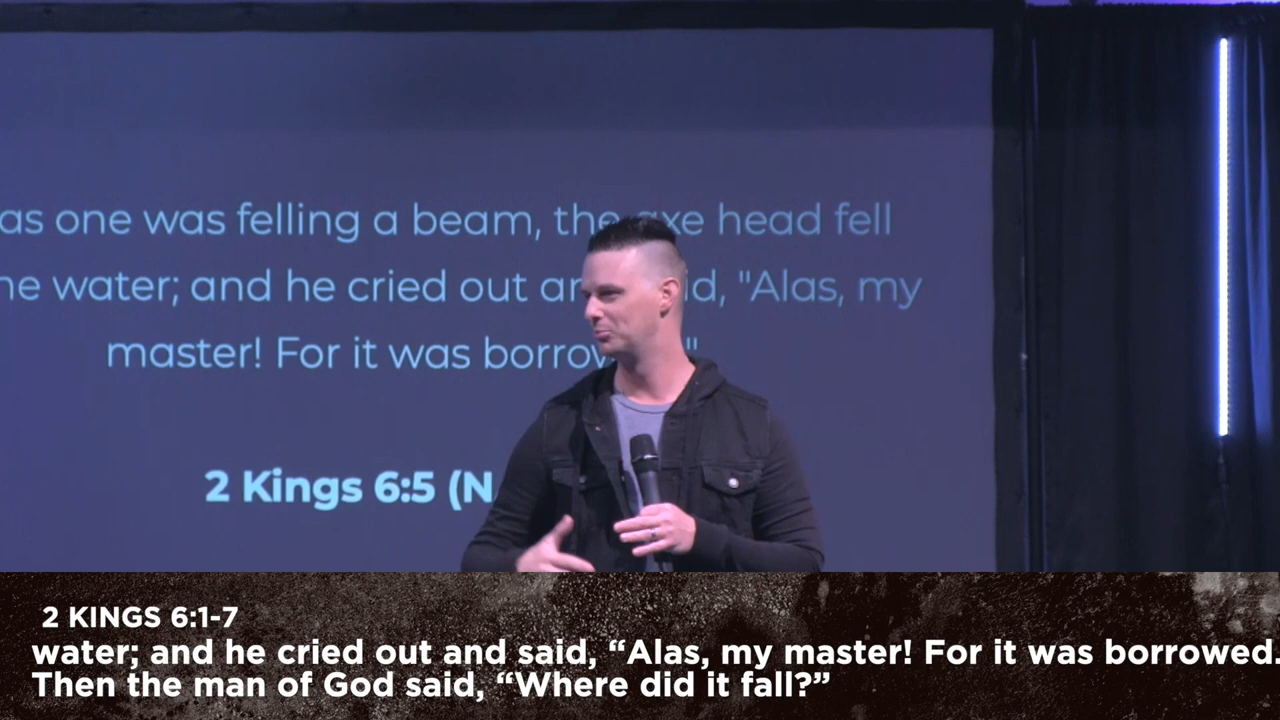 as one was felling a beam, the axe head fell
he water; and he cried out and said, "Alas, my
master! For it was borrowed."
2 Kings 6:5 (N
2 KINGS 6:1-7
water; and he cried out and said, “Alas, my master! For it was borrowed.
Then the man of God said, “Where did it fall?”